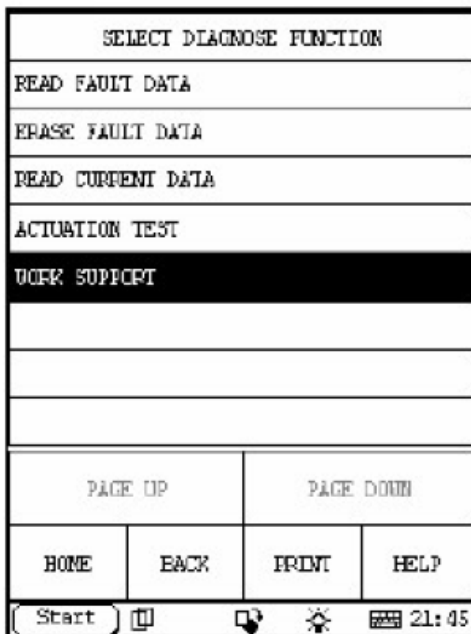 SELECT DIAGNOSE FUNCTION
READ FAULT DATA
ERASE FAULT DATA
READ CURRENT DATA
ACTUATION TEST
WORK SUPPORT
PAGE UP PAGE DOWN
HOME BACK PRINT HELP
Start 21:45